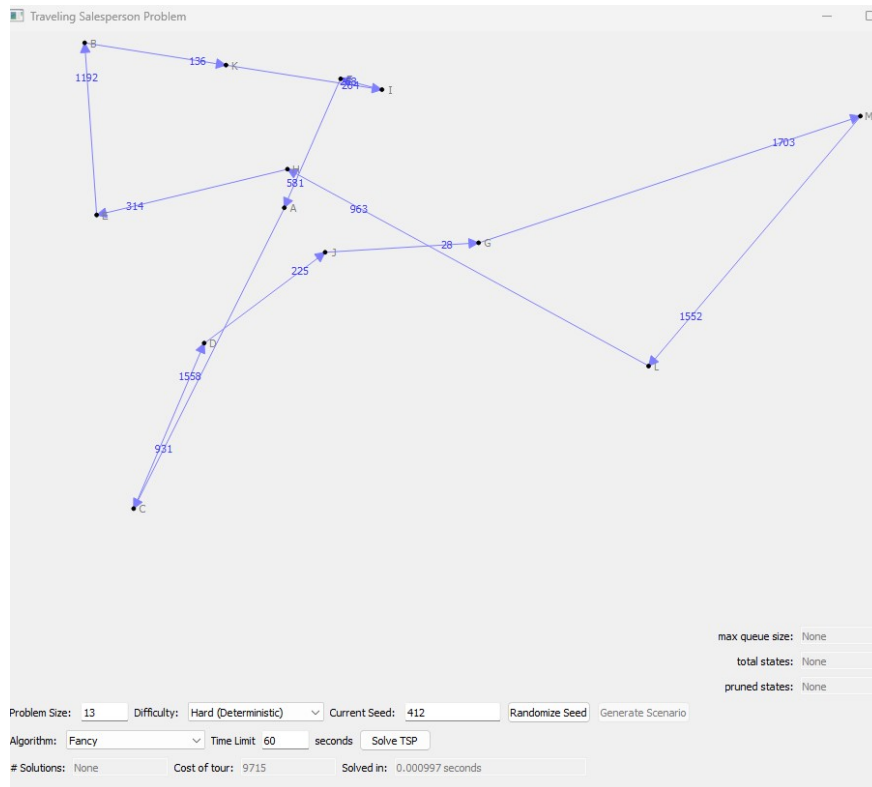 Traveling Salesperson Problem
B
136
K
1192
204
I
M
1703
H
581
314
963
A
E
28
G
J
225
1552
D
L
1558
931
C
max queue size: None
total states: None
pruned states: None
Problem Size: 13 Difficulty: Hard (Deterministic) Current Seed: 412 Randomize Seed Generate Scenario
Algorithm: Fancy Time Limit 60 seconds Solve TSP
# Solutions: None Cost of tour: 9715 Solved in: 0.000997 seconds